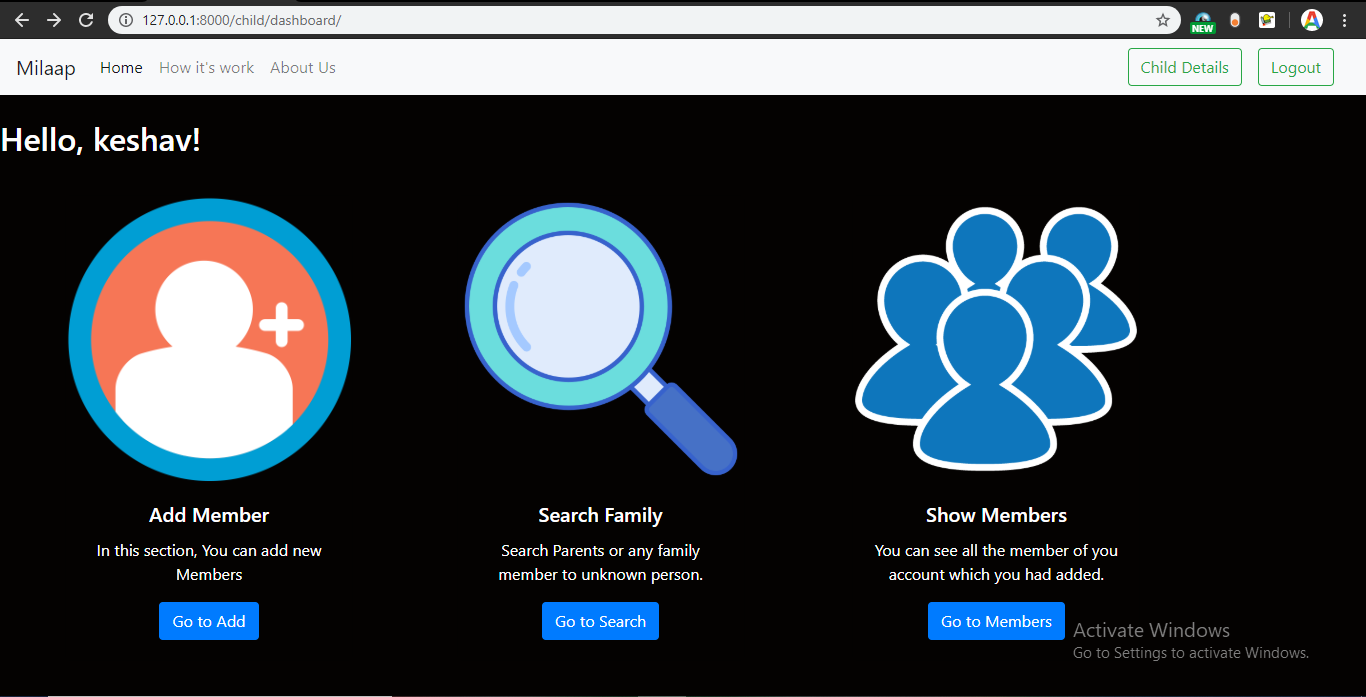 127.0.0.1:8000/child/dashboard/
NEW
Milaap Home How it's work About Us Child Details Logout
Hello, keshav!
Add Member
In this section, You can add new
Members
Go to Add
Search Family
Search Parents or any family
member to unknown person.
Go to Search
Show Members
You can see all the member of you
account which you had added.
Go to Members
Activate Windows
Go to Settings to activate Windows.